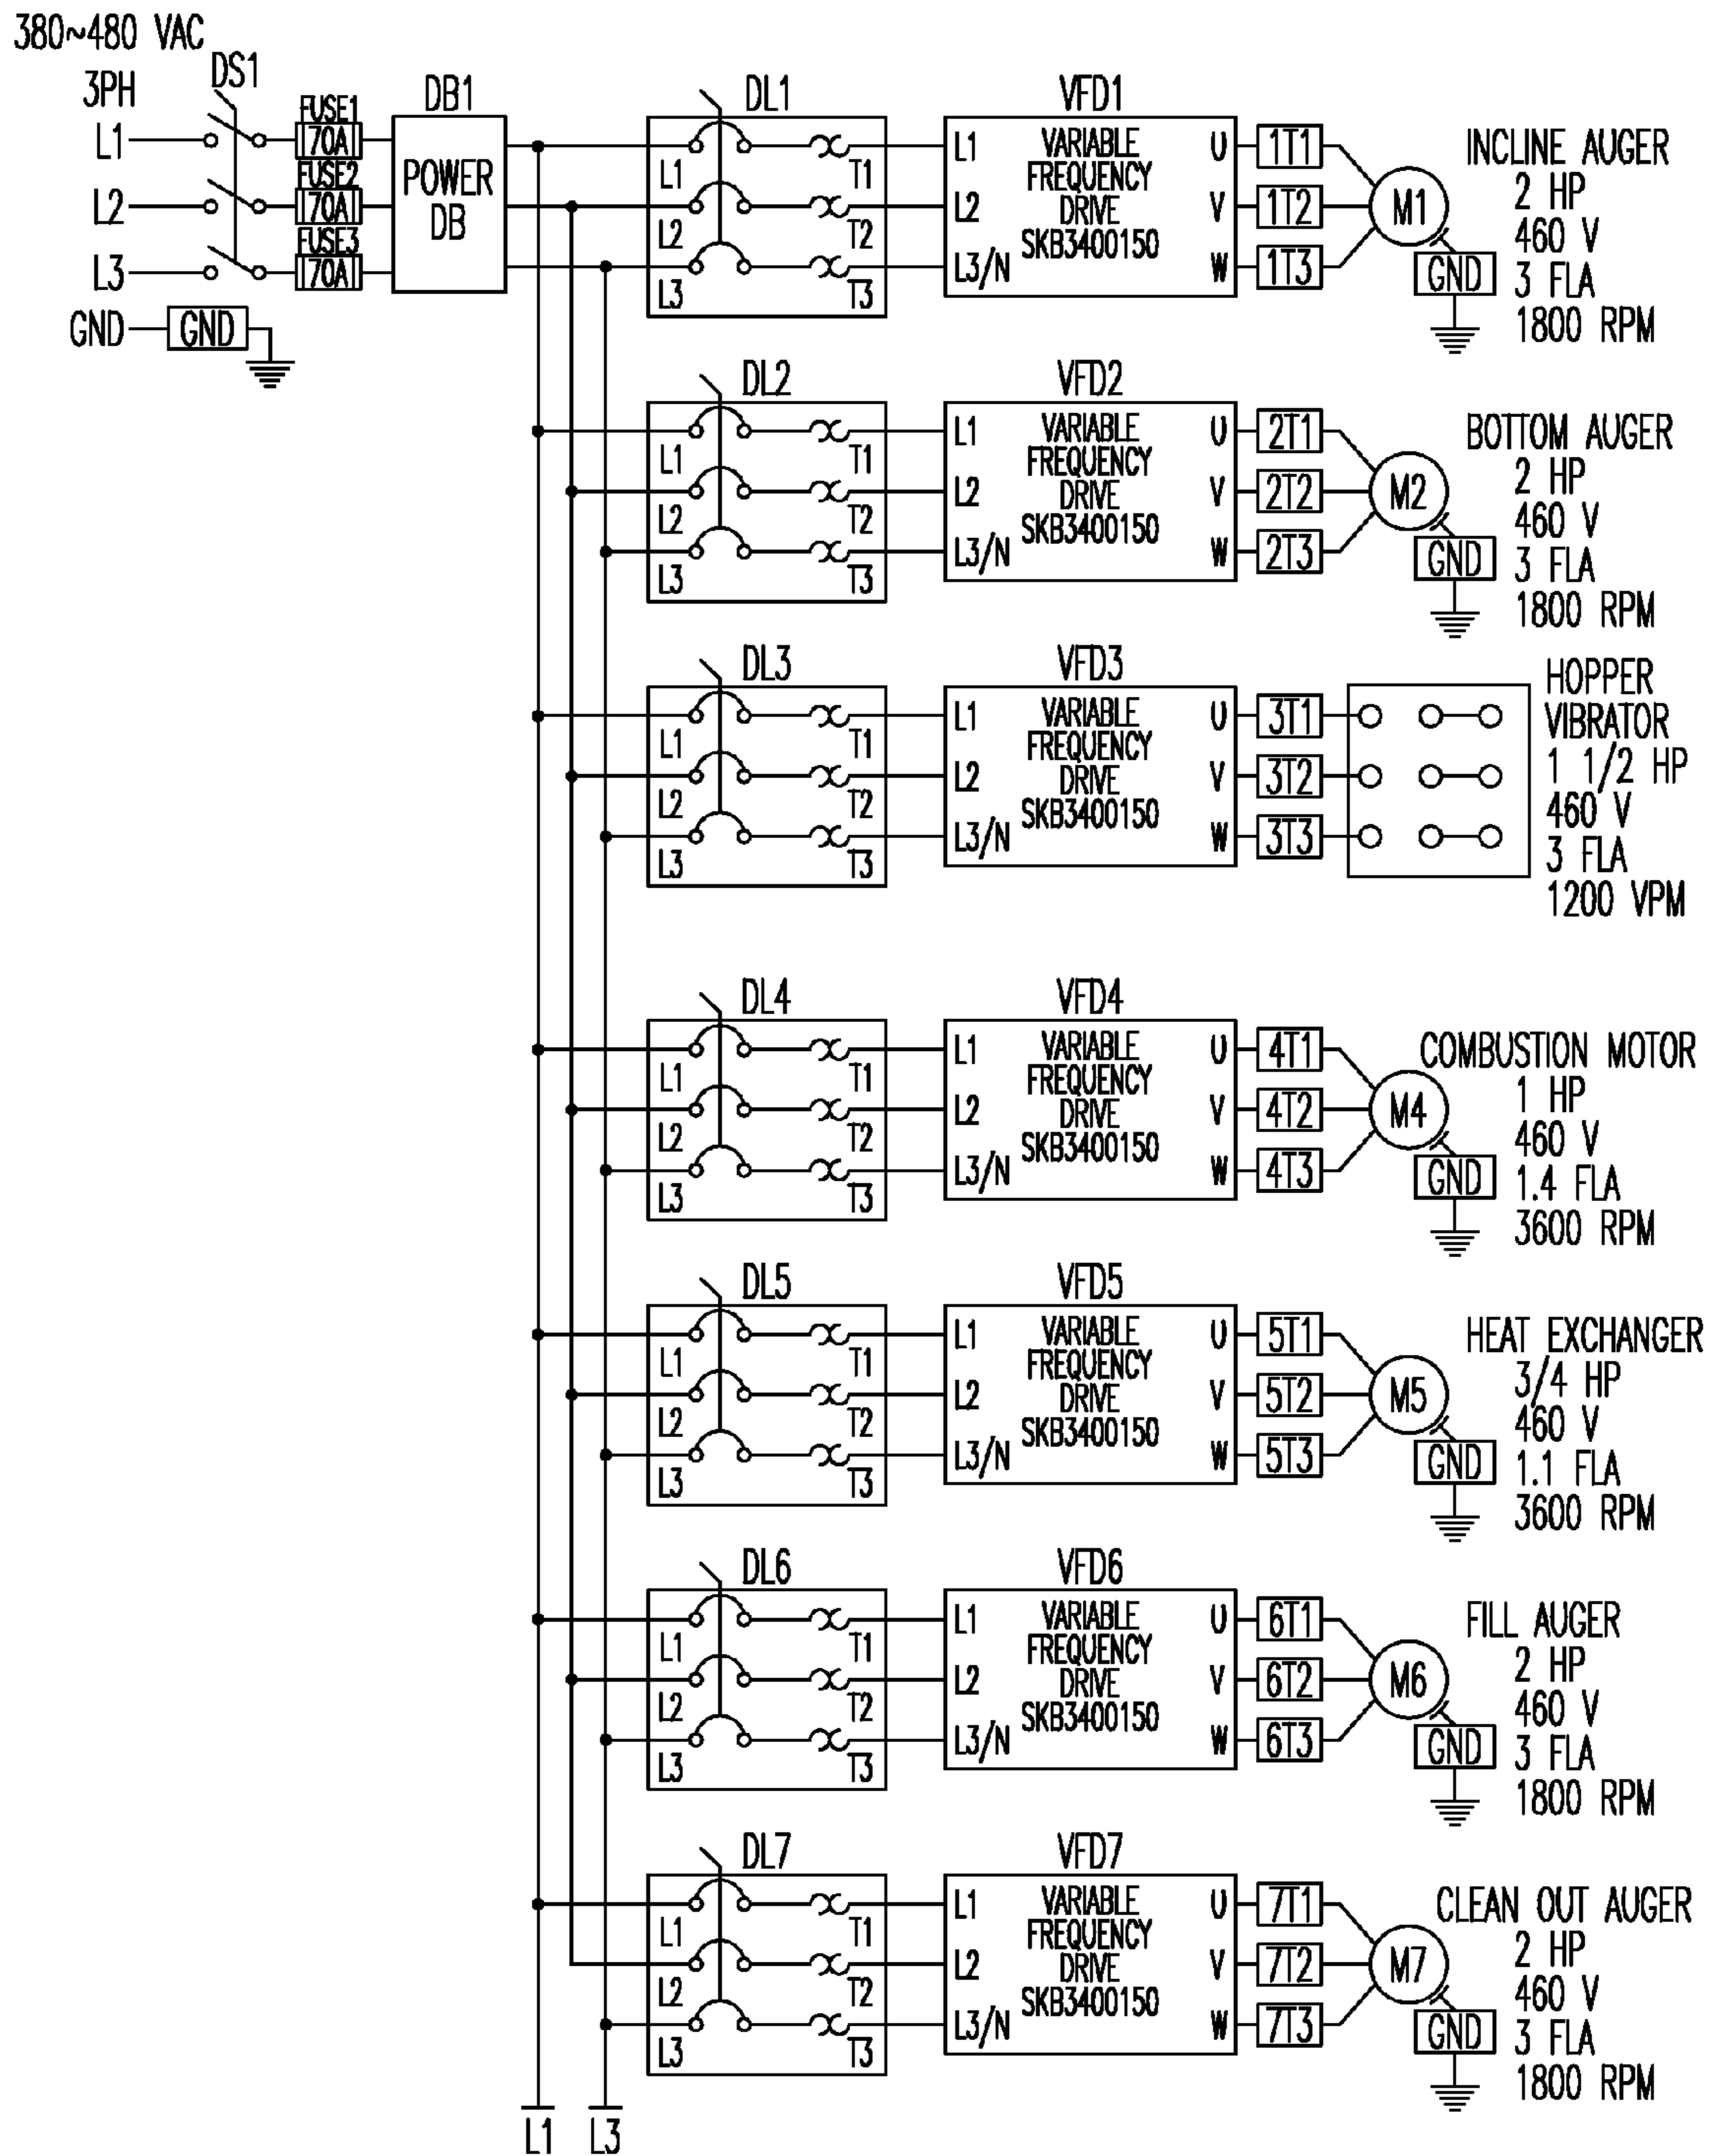 380~480 VAC
3PH
DS1
L1
L2
L3
GND
GND
FUSE1
70A
FUSE2
70A
FUSE3
70A
DB1
POWER
DB
DL1
L1
T1
L2
T2
L3
T3
VFD1
L1
VARIABLE
FREQUENCY
DRIVE
SKB3400150
L2
L3/N
U
V
W
1T1
1T2
1T3
M1
GND
INCLINE AUGER
2 HP
460 V
3 FLA
1800 RPM
DL2
L1
T1
L2
T2
L3
T3
VFD2
L1
VARIABLE
FREQUENCY
DRIVE
SKB3400150
L2
L3/N
U
V
W
2T1
2T2
2T3
M2
GND
BOTTOM AUGER
2 HP
460 V
3 FLA
1800 RPM
DL3
L1
T1
L2
T2
L3
T3
VFD3
L1
VARIABLE
FREQUENCY
DRIVE
SKB3400150
L2
L3/N
U
V
W
3T1
3T2
3T3
HOPPER
VIBRATOR
1 1/2 HP
460 V
3 FLA
1200 VPM
DL4
L1
T1
L2
T2
L3
T3
VFD4
L1
VARIABLE
FREQUENCY
DRIVE
SKB3400150
L2
L3/N
U
V
W
4T1
4T2
4T3
M4
GND
COMBUSTION MOTOR
1 HP
460 V
1.4 FLA
3600 RPM
DL5
L1
T1
L2
T2
L3
T3
VFD5
L1
VARIABLE
FREQUENCY
DRIVE
SKB3400150
L2
L3/N
U
V
W
5T1
5T2
5T3
M5
GND
HEAT EXCHANGER
3/4 HP
460 V
1.1 FLA
3600 RPM
DL6
L1
T1
L2
T2
L3
T3
VFD6
L1
VARIABLE
FREQUENCY
DRIVE
SKB3400150
L2
L3/N
U
V
W
6T1
6T2
6T3
M6
GND
FILL AUGER
2 HP
460 V
3 FLA
1800 RPM
DL7
L1
T1
L2
T2
L3
T3
VFD7
L1
VARIABLE
FREQUENCY
DRIVE
SKB3400150
L2
L3/N
U
V
W
7T1
7T2
7T3
M7
GND
CLEAN OUT AUGER
2 HP
460 V
3 FLA
1800 RPM
L1
L3